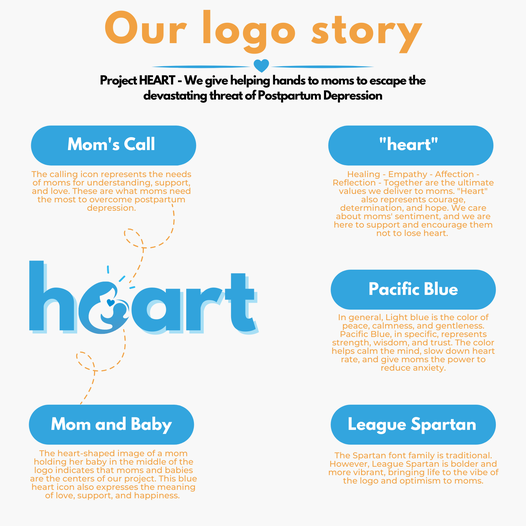 Our logo story
Project HEART - We give helping hands to moms to escape the
devastating threat of Postpartum Depression
Mom's Call
The calling icon represents the needs
of moms for understanding, support,
and love. These are what moms need
the most to overcome postpartum
depression.
"heart"
Healing - Empathy - Affection -
Reflection - Together are the ultimate
values we deliver to moms. "Heart"
also represents courage,
determination, and hope. We care
about moms' sentiment, and we are
here to support and encourage them
not to lose heart.
heart
Pacific Blue
In general, Light blue is the color of
peace, calmness, and gentleness.
Pacific Blue, in specific, represents
strength, wisdom, and trust. The color
helps calm the mind, slow down heart
rate, and give moms the power to
reduce anxiety.
Mom and Baby
The heart-shaped image of a mom
holding her baby in the middle of the
logo indicates that moms and babies
are the centers of our project. This blue
heart icon also expresses the meaning
of love, support, and happiness.
League Spartan
The Spartan font family is traditional.
However, League Spartan is bolder and
more vibrant, bringing life to the vibe of
the logo and optimism to moms.